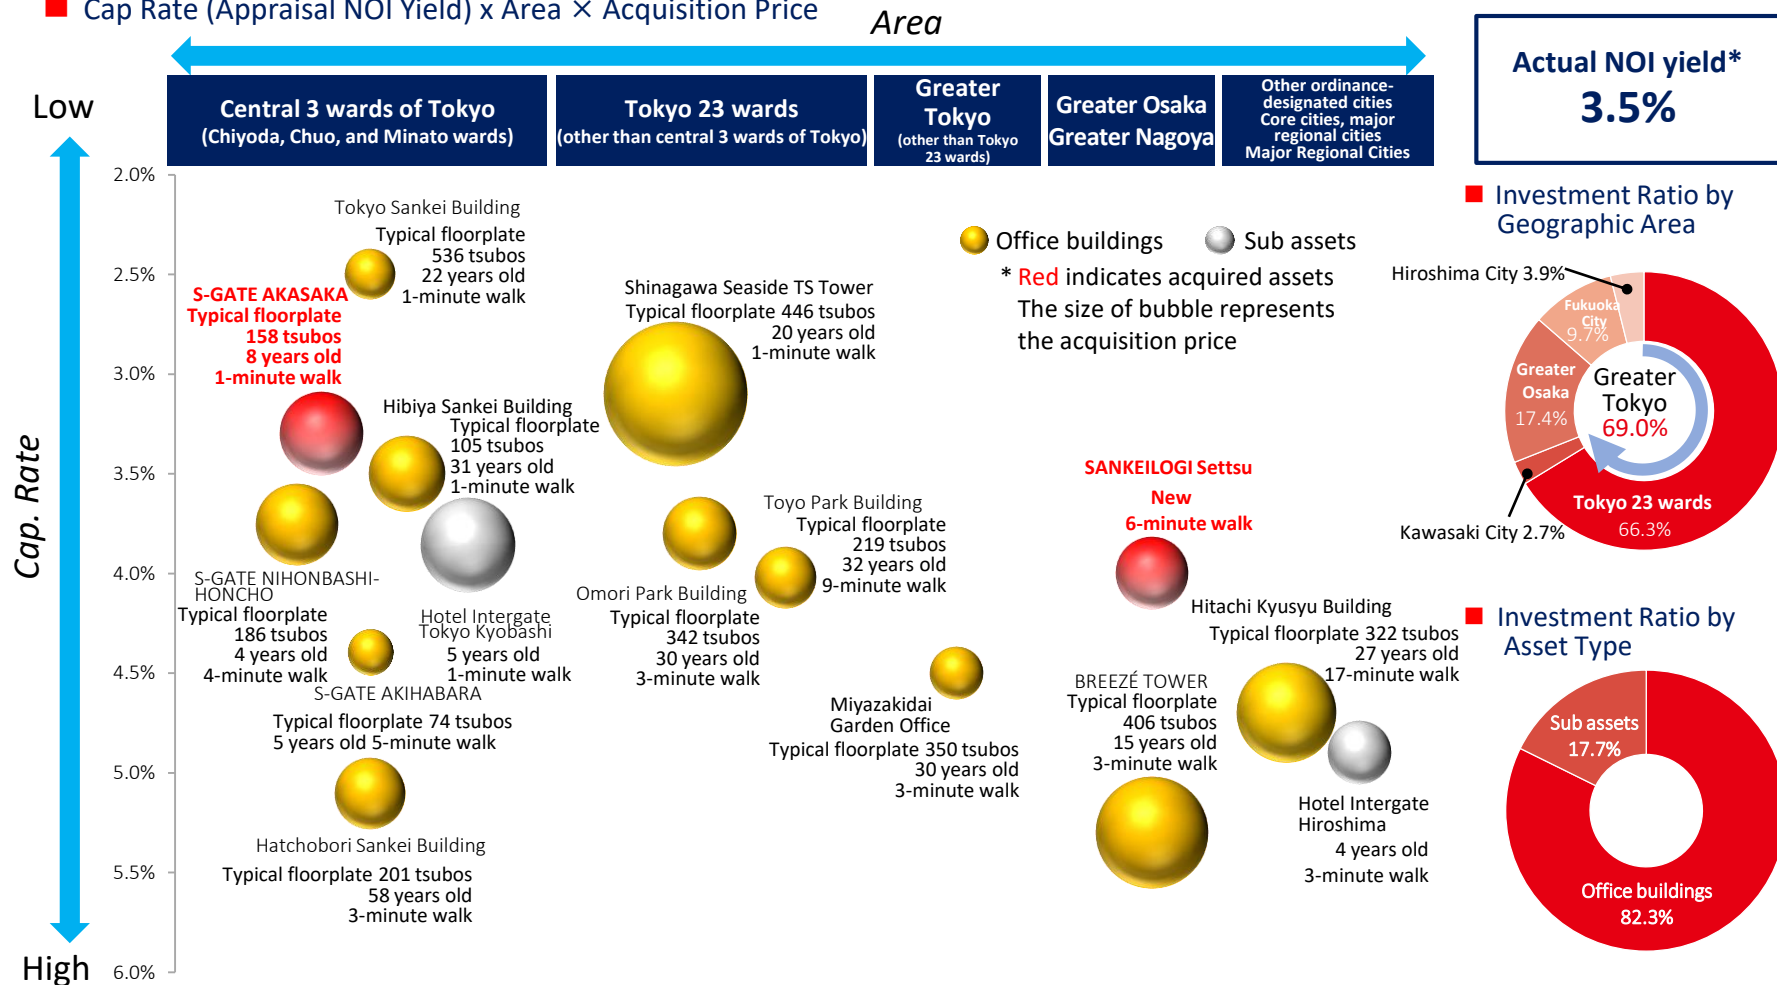 Cap Rate (Appraisal NOI Yield) x Area × Acquisition Price
Area
Low
Cap. Rate
High
Central 3 wards of Tokyo
(Chiyoda, Chuo, and Minato wards)
Tokyo 23 wards
(other than central 3 wards of Tokyo)
Greater
Tokyo
(other than Tokyo
23 wards)
Greater Osaka
Greater Nagoya
Other ordinance-
designated cities
Core cities, major
regional cities
Major Regional Cities
2.0%
2.5%
3.0%
3.5%
4.0%
4.5%
5.0%
5.5%
6.0%
Tokyo Sankei Building
Typical floorplate
536 tsubos
22 years old
1-minute walk
S-GATE AKASAKA
Typical floorplate
158 tsubos
8 years old
1-minute walk
Hibiya Sankei Building
Typical floorplate
105 tsubos
31 years old
1-minute walk
S-GATE NIHONBASHI-
HONCHO
Typical floorplate
186 tsubos
4 years old
4-minute walk
Hotel Intergate
Tokyo Kyobashi
5 years old
1-minute walk
S-GATE AKIHABARA
Typical floorplate 74 tsubos
5 years old 5-minute walk
Hatchobori Sankei Building
Typical floorplate 201 tsubos
58 years old
3-minute walk
Shinagawa Seaside TS Tower
Typical floorplate 446 tsubos
20 years old
1-minute walk
Omori Park Building
Typical floorplate
342 tsubos
30 years old
3-minute walk
Toyo Park Building
Typical floorplate
219 tsubos
32 years old
9-minute walk
Miyazakidai
Garden Office
Typical floorplate 350 tsubos
30 years old
3-minute walk
Office buildings
Sub assets
* Red indicates acquired assets
The size of bubble represents
the acquisition price
SANKEILOGI Settsu
New
6-minute walk
BREEZÉ TOWER
Typical floorplate
406 tsubos
15 years old
3-minute walk
Hitachi Kyusyu Building
Typical floorplate 322 tsubos
27 years old
17-minute walk
Hotel Intergate
Hiroshima
4 years old
3-minute walk
Actual NOI yield*
3.5%
Investment Ratio by
Geographic Area
Hiroshima City 3.9%
Fukuoka
City
9.7%
Greater
Osaka
17.4%
Greater
Tokyo
69.0%
Tokyo 23 wards
66.3%
Kawasaki City 2.7%
Investment Ratio by
Asset Type
Sub assets
17.7%
Office buildings
82.3%